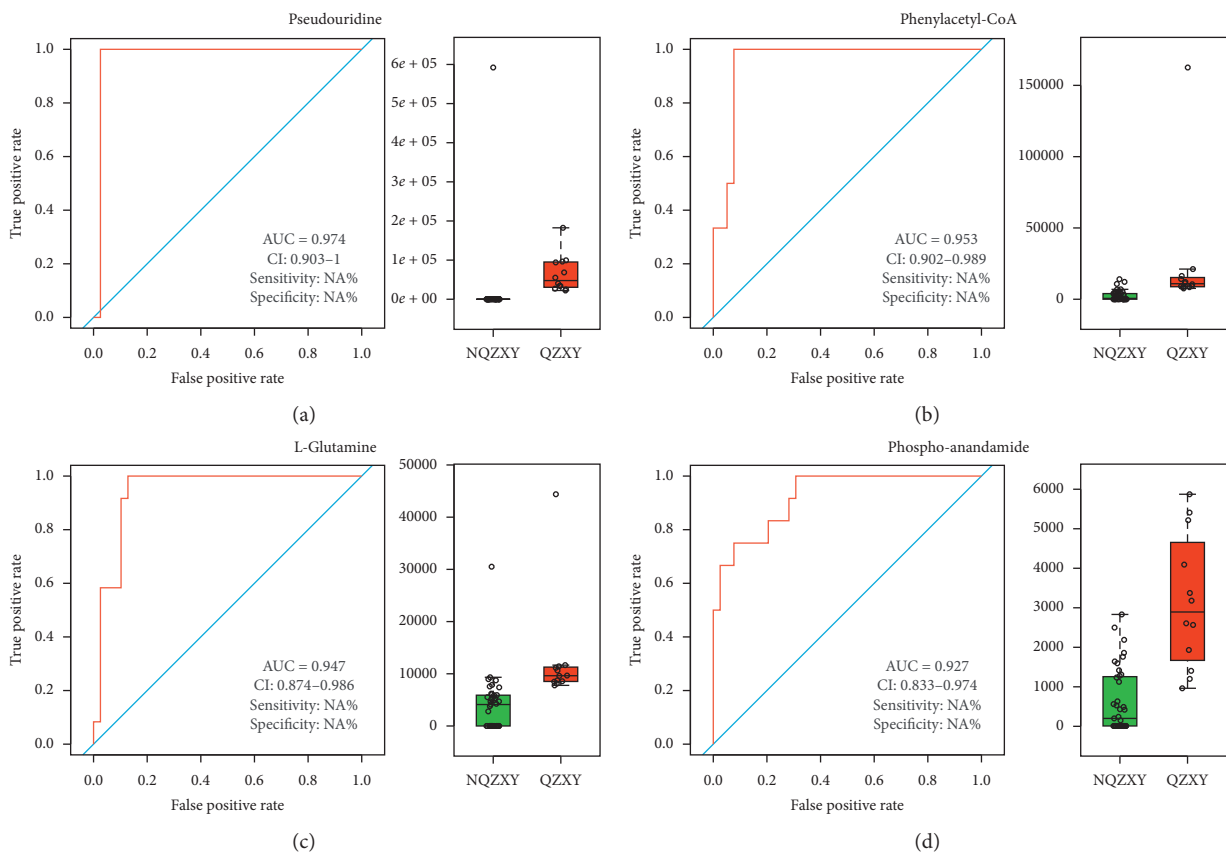 Pseudouridine
1.0
0.8
0.6
0.4
0.2
0.0
True positive rate
0.0 0.2 0.4 0.6 0.8 1.0
False positive rate
AUC = 0.974
CI: 0.903–1
Sensitivity: NA%
Specificity: NA%
6e + 05
5e + 05
4e + 05
3e + 05
2e + 05
1e + 05
0e + 00
NQZXY QZXY
(a)
Phenylacetyl-CoA
1.0
0.8
0.6
0.4
0.2
0.0
True positive rate
0.0 0.2 0.4 0.6 0.8 1.0
False positive rate
AUC = 0.953
CI: 0.902–0.989
Sensitivity: NA%
Specificity: NA%
150000
100000
50000
0
NQZXY QZXY
(b)
L-Glutamine
1.0
0.8
0.6
0.4
0.2
0.0
True positive rate
0.0 0.2 0.4 0.6 0.8 1.0
False positive rate
AUC = 0.947
CI: 0.874–0.986
Sensitivity: NA%
Specificity: NA%
50000
40000
30000
20000
10000
0
NQZXY QZXY
(c)
Phospho-anandamide
1.0
0.8
0.6
0.4
0.2
0.0
True positive rate
0.0 0.2 0.4 0.6 0.8 1.0
False positive rate
AUC = 0.927
CI: 0.833–0.974
Sensitivity: NA%
Specificity: NA%
6000
5000
4000
3000
2000
1000
0
NQZXY QZXY
(d)